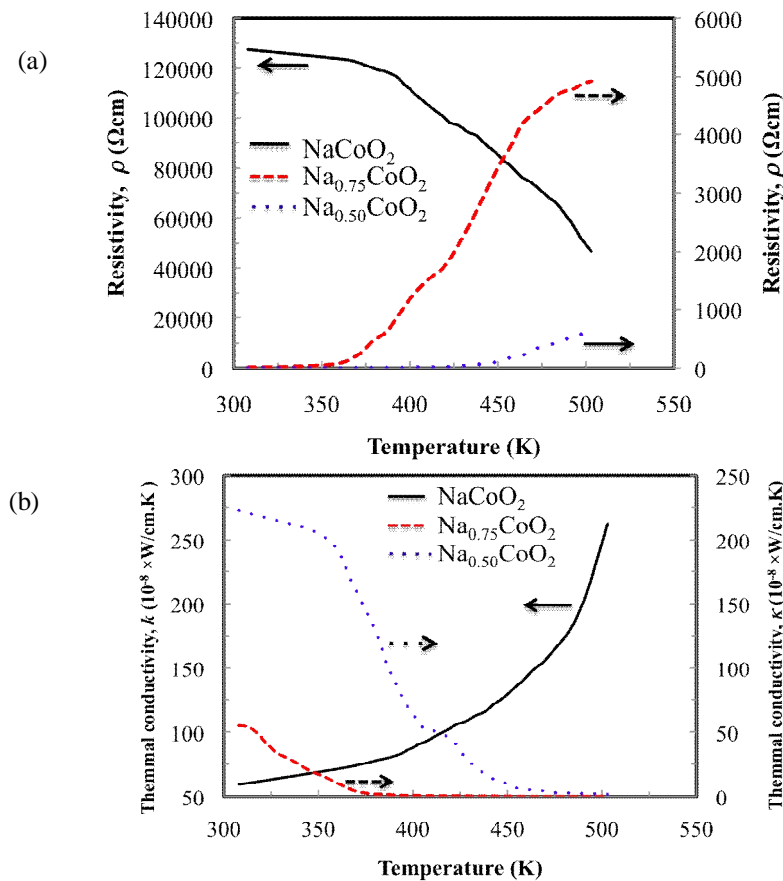 (a)
140000
120000
100000
80000
60000
40000
20000
0
Resistivity, ρ (Ωcm)
NaCoO2
Na0.75CoO2
Na0.50CoO2
6000
5000
4000
3000
2000
1000
0
Resistivity, ρ (Ωcm)
300 350 400 450 500 550
Temperature (K)
(b)
300
250
200
150
100
50
Themmal conductivity, k (10-8 ×W/cm.K)
NaCoO2
Na0.75CoO2
Na0.50CoO2
250
200
150
100
50
0
Themmal conductivity, κ (10-8 ×W/cm.K)
300 350 400 450 500 550
Temperature (K)